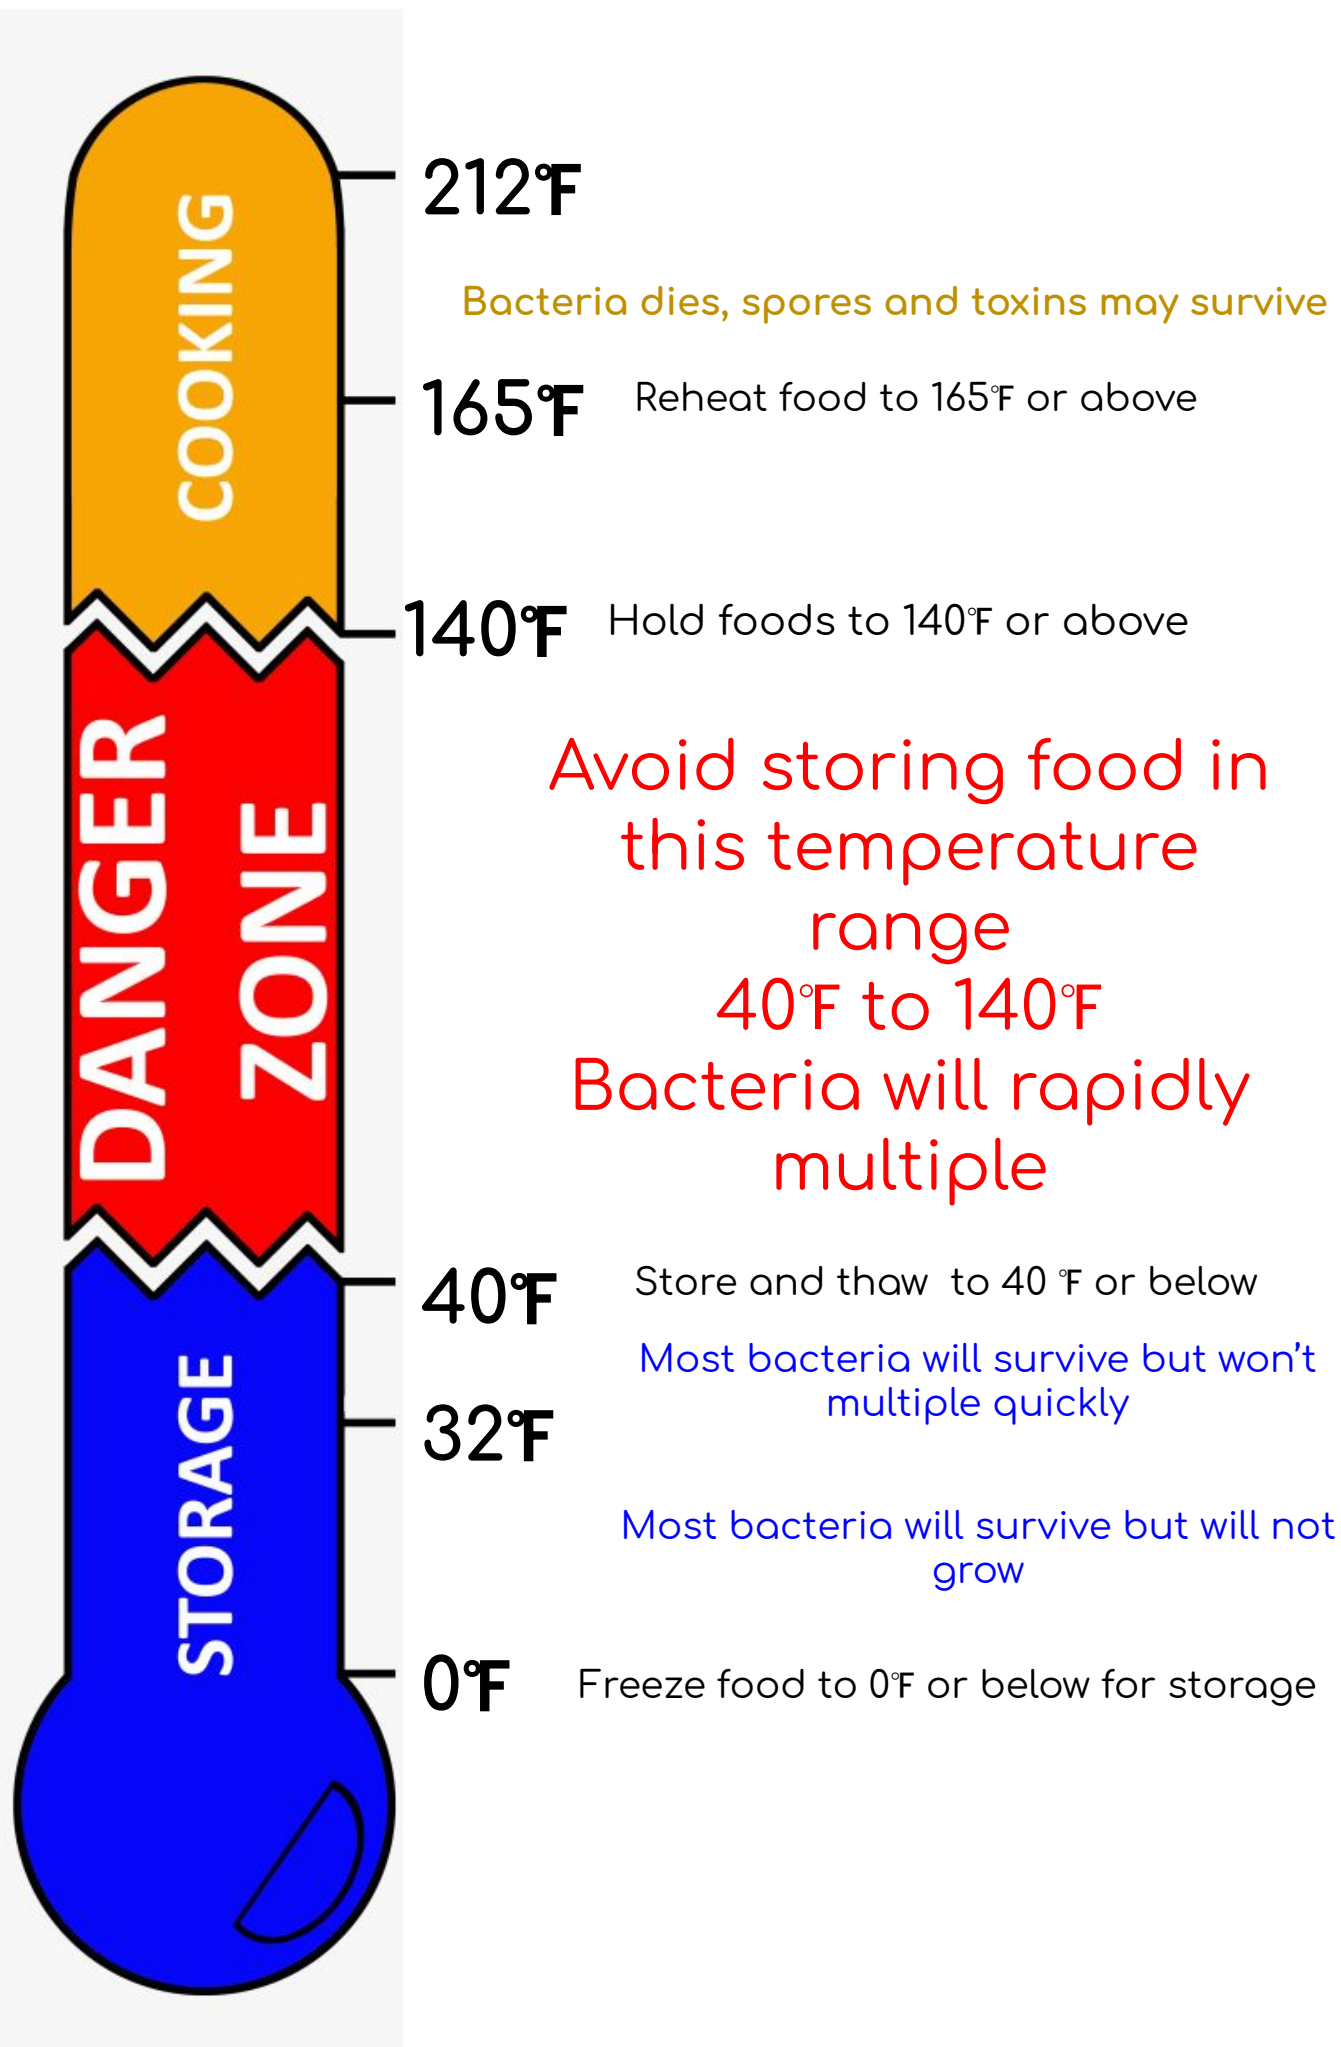 COOKING
212°F
Bacteria dies, spores and toxins may survive
165°F Reheat food to 165°F or above
140°F Hold foods to 140°F or above
DANGER
ZONE
Avoid storing food in
this temperature
range
40°F to 140°F
Bacteria will rapidly
multiple
40°F Store and thaw  to 40 °F or below
Most bacteria will survive but won't
multiple quickly
STORAGE
32°F
Most bacteria will survive but will not
grow
0°F Freeze food to 0°F or below for storage